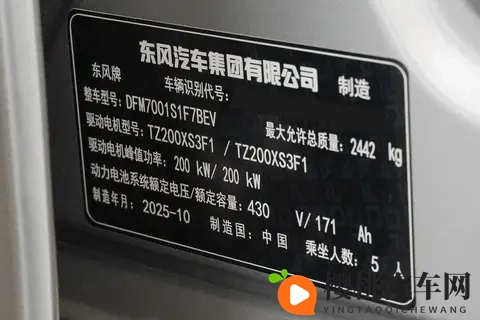 东风汽车集团有限公司 制造
东风牌 车辆识别代号:
整车型号: DFM7001S1F7BEV 最大允许总质量: 2442 kg
驱动电机型号: TZ200XS3F1 / TZ200XS3F1
驱动电机峰值功率: 200 kW/ 200 kW
动力电池系统额定电压/额定容量: 430 V/ 171 Ah
制造年月: 2025-10 制造国: 中国 乘坐人数: 5 人
樱桃汽车网
YINGTAOQICHEWANG